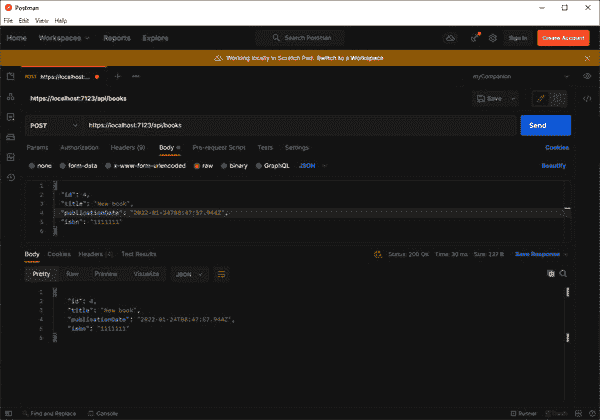 Postman
File Edit View Help
Home Workspaces Reports Explore Search Postman Sign In Create Account
Working locally in Scratch Pad. Switch to a Workspace
POST https://localhost:7123 myCompanion
https://localhost:7123/api/books Save
POST https://localhost:7123/api/books Send
Params Authorization Headers (9) Body Pre-request Script Tests Settings Cookies
none form-data x-www-form-urlencoded raw binary GraphQL JSON Beautify
1 {
2 "id": 4,
3 "title": "New book",
4 "publicationDate": "2022-01-24T08:47:57.944Z",
5 "isbn": "1111111"
6 }
Body Cookies Headers (4) Test Results Status: 200 OK Time: 30 ms Size: 237 B Save Response
Pretty Raw Preview Visualize JSON
1 {
2 "id": 4,
3 "title": "New book",
4 "publicationDate": "2022-01-24T08:47:57.944Z",
5 "isbn": "1111111"
6 }
Find and Replace Console Runner Trash